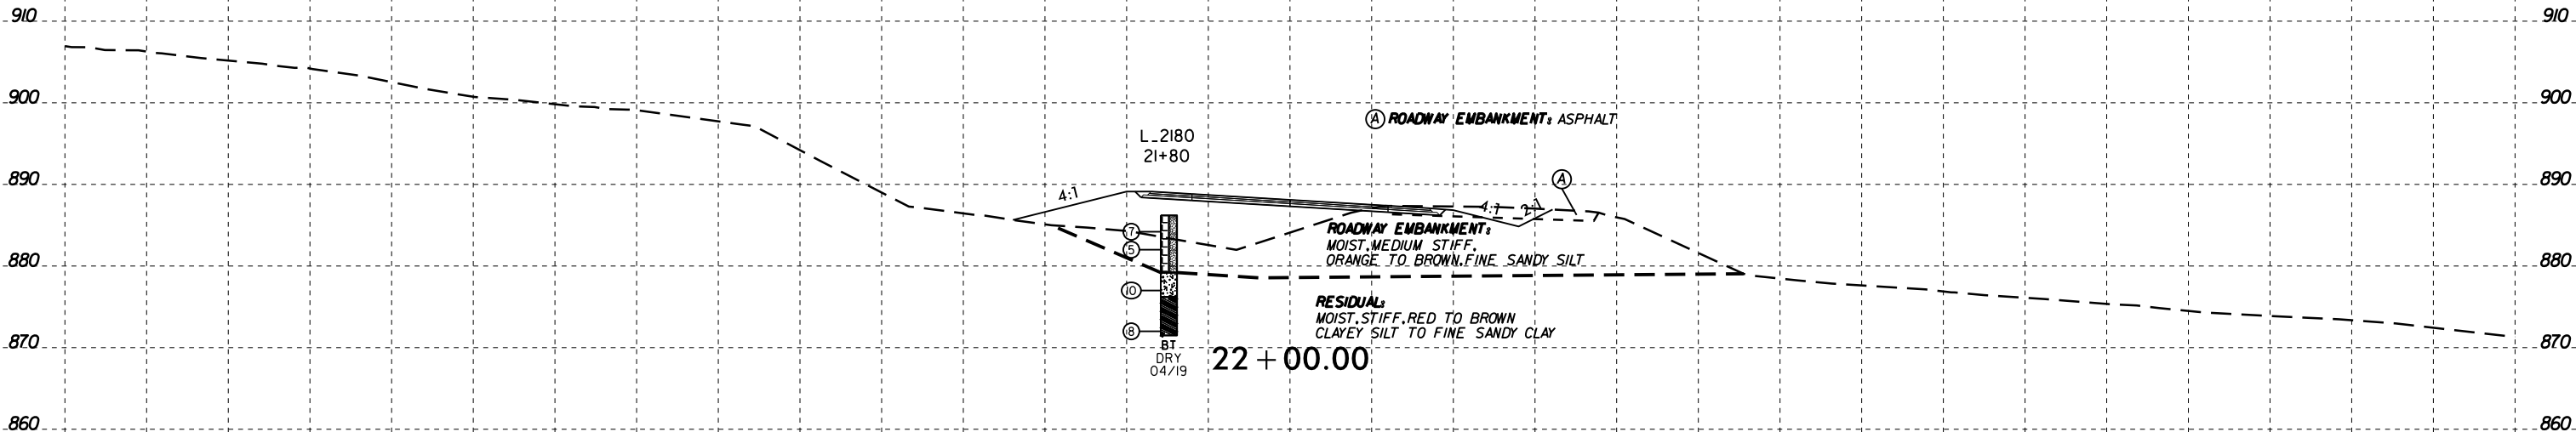 910 910
900 900
Ⓐ ROADWAY EMBANKMENT: ASPHALT
L_2180
21+80
890 890
4:1
A
4:1 2:1
7
ROADWAY EMBANKMENT:
5
MOIST, MEDIUM STIFF,
ORANGE TO BROWN, FINE SANDY SILT
880 880
10
RESIDUAL:
MOIST, STIFF, RED TO BROWN
8
CLAYEY SILT TO FINE SANDY CLAY
870 870
BT
DRY
04/19
22+00.00
860 860